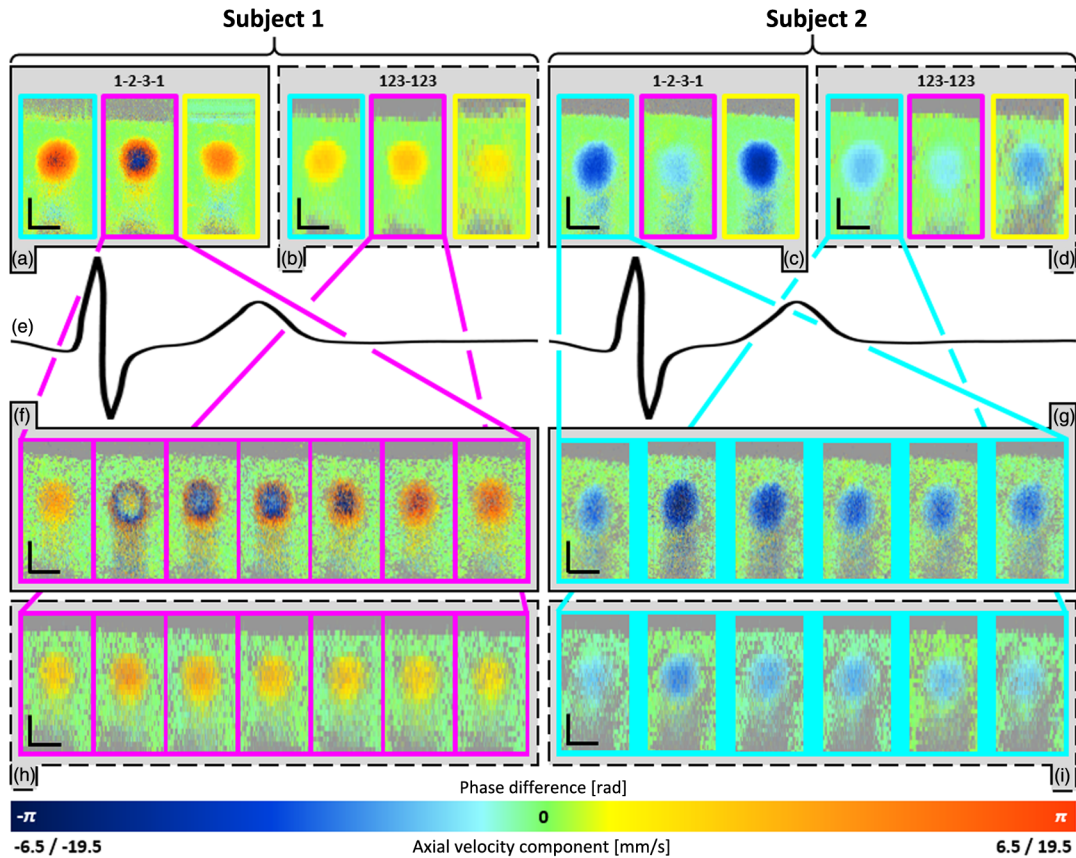 Subject 1 Subject 2
1-2-3-1 123-123 1-2-3-1 123-123
(a) (b) (c) (d)
(e)
(f) (g)
(h) (i)
Phase difference [rad]
-π 0 π
-6.5 / -19.5 Axial velocity component [mm/s] 6.5 / 19.5